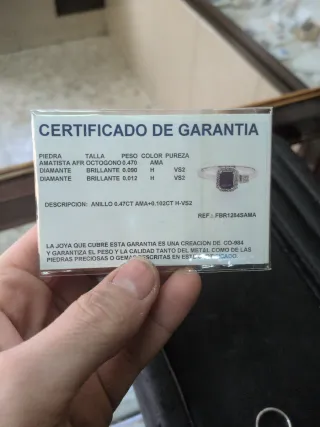 CERTIFICADO DE GARANTIA
PIEDRA TALLA PESO COLOR PUREZA
AMATISTA AFR OCTOGONO 0.470 AMA
DIAMANTE BRILLANTE 0.090 H VS2
DIAMANTE BRILLANTE 0.012 H VS2
DESCRIPCION: ANILLO 0.47CT AMA+0.102CT H-VS2
REF.: FBR1284SAMA
LA JOYA QUE CUBRE ESTA GARANTIA ES UNA CREACION DE CO-984
Y GARANTIZA EL PESO Y LA CALIDAD TANTO DEL METAL COMO DE LAS
PIEDRAS PRECIOSAS O GEMAS DESCRITAS EN ESTE CERTIFICADO